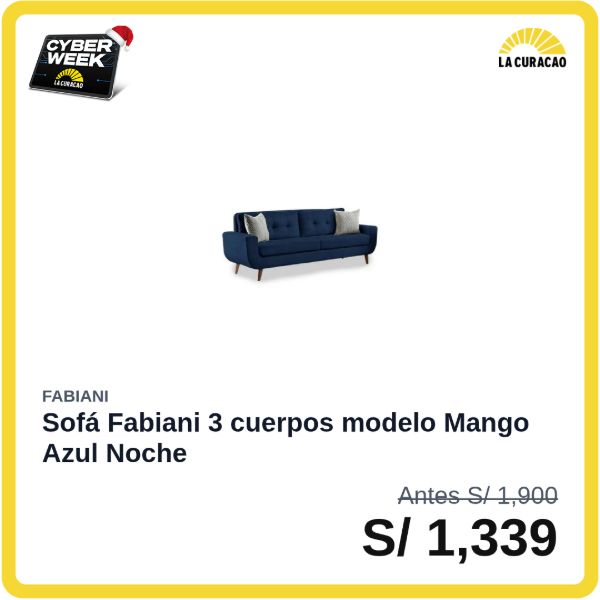 CYBER
WEEK
LA CURACAO
LA CURACAO
FABIANI
Sofá Fabiani 3 cuerpos modelo Mango
Azul Noche
Antes S/ 1,900
S/ 1,339